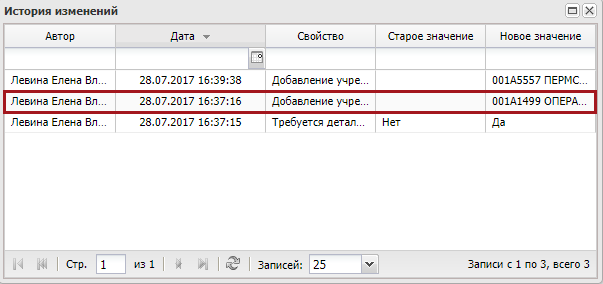 История изменений
Автор Дата Свойство Старое значение Новое значение
Левина Елена Вл... 28.07.2017 16:39:38 Добавление учре... 001А5557 ПЕРМС...
Левина Елена Вл... 28.07.2017 16:37:16 Добавление учре... 001А1499 ОПЕРА...
Левина Елена Вл... 28.07.2017 16:37:15 Требуется детал... Нет Да
Стр. 1 из 1 Записей: 25 Записи с 1 по 3, всего 3